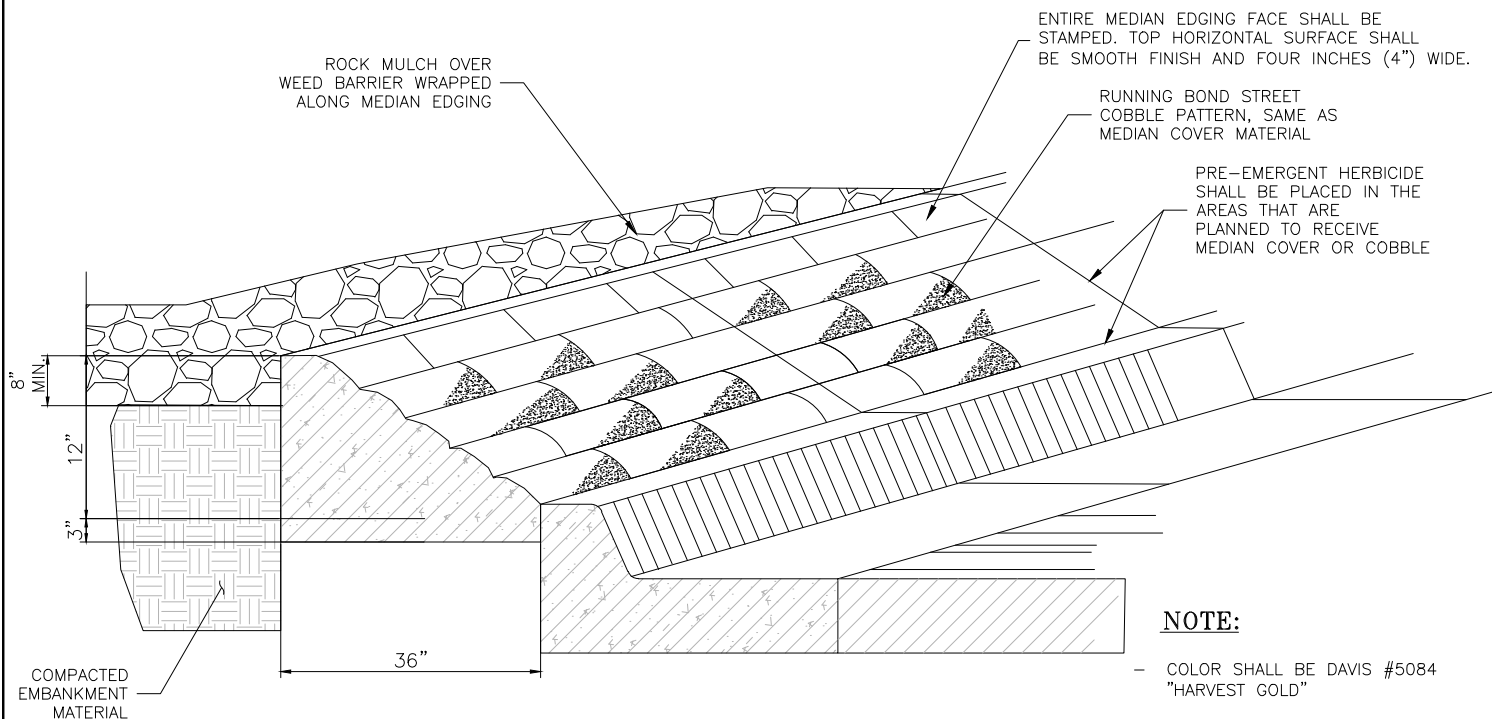 ENTIRE MEDIAN EDGING FACE SHALL BE
STAMPED. TOP HORIZONTAL SURFACE SHALL
BE SMOOTH FINISH AND FOUR INCHES (4") WIDE.
ROCK MULCH OVER
WEED BARRIER WRAPPED
ALONG MEDIAN EDGING
RUNNING BOND STREET
COBBLE PATTERN, SAME AS
MEDIAN COVER MATERIAL
PRE-EMERGENT HERBICIDE
SHALL BE PLACED IN THE
AREAS THAT ARE
PLANNED TO RECEIVE
MEDIAN COVER OR COBBLE
8"
MIN.
12"
3"
36"
COMPACTED
EMBANKMENT
MATERIAL
NOTE:
- COLOR SHALL BE DAVIS #5084
"HARVEST GOLD"